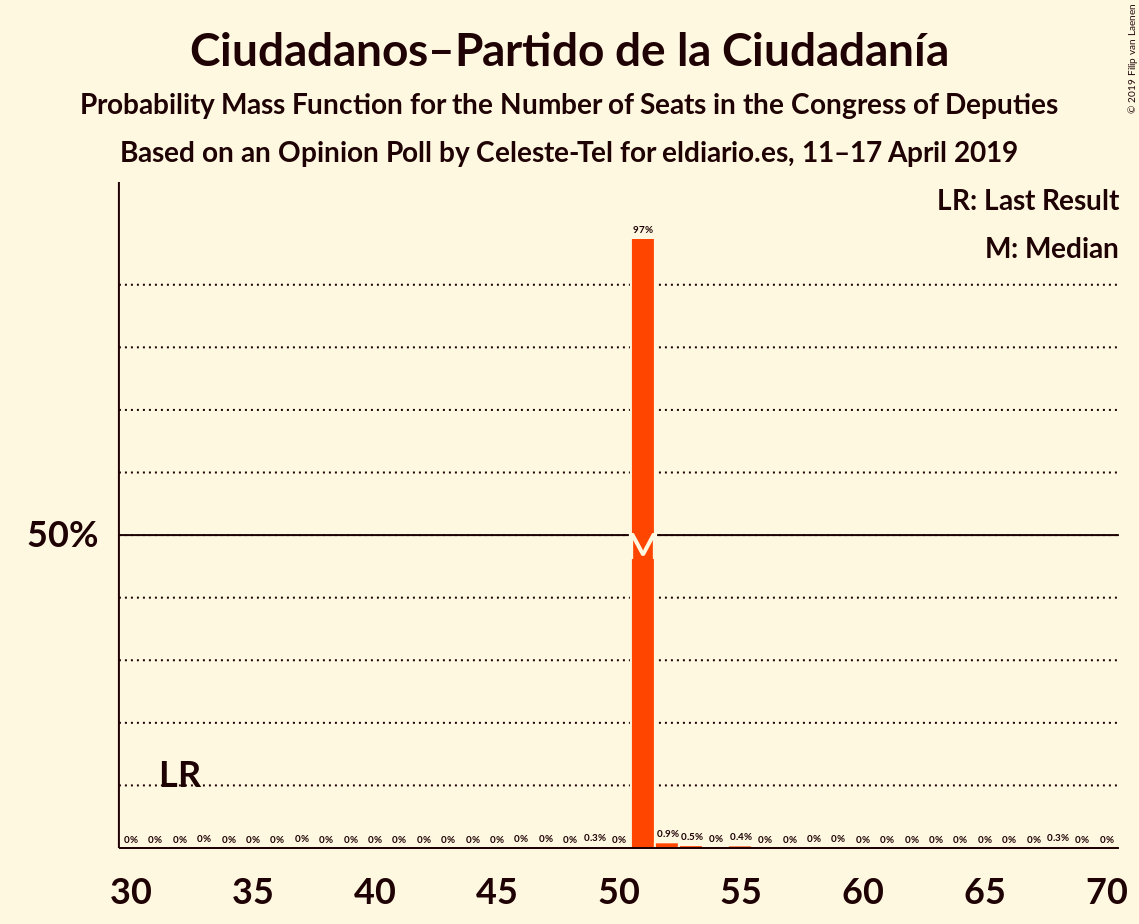 Ciudadanos–Partido de la Ciudadanía
Probability Mass Function for the Number of Seats in the Congress of Deputies
Based on an Opinion Poll by Celeste-Tel for eldiario.es, 11–17 April 2019
© 2019 Filip van Laenen
LR: Last Result
M: Median
97%
50%
M
LR
0% 0% 0% 0% 0% 0% 0% 0% 0% 0% 0% 0% 0% 0% 0% 0% 0% 0% 0% 0.3% 0% 0.9% 0.5% 0% 0.4% 0% 0% 0% 0% 0% 0% 0% 0% 0% 0% 0% 0% 0.3% 0% 0%
30 35 40 45 50 55 60 65 70